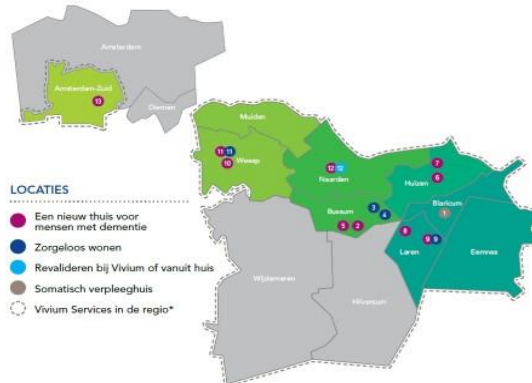 Amsterdam
Amsterdam-Zuid
13
Diemen
Muiden
11 11
Weesp
10
Naarden
12 12
7
Huizen
6
Blaricum
1
Bussum
3
4
5 2
8
9 9
Laren
Eemnes
Wijdemeren
Hilversum
LOCATIES
Een nieuw thuis voor
mensen met dementie
Zorgeloos wonen
Revalideren bij Vivium of vanuit huis
Somatisch verpleeghuis
Vivium Services in de regio*